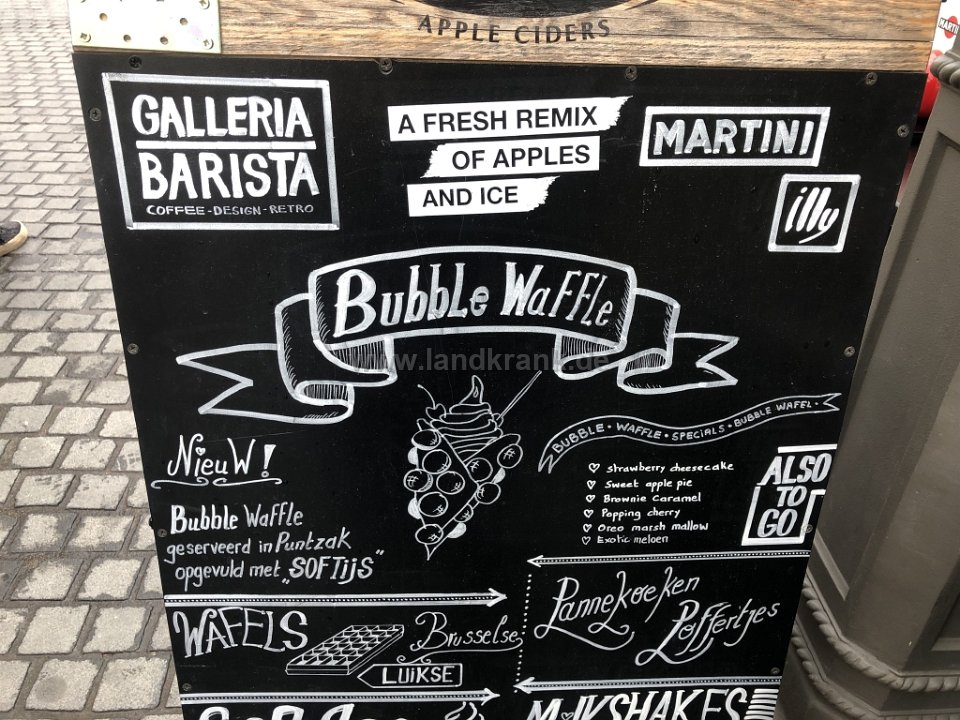 APPLE CIDERS
GALLERIA
BARISTA
COFFEE-DESIGN-RETRO
A FRESH REMIX
OF APPLES
AND ICE
MARTINI
illy
BubbLe WaFFLe
www.landkrank.de
BUBBLE · WAFFLE · SPECiALS · BUBBLE WAFEL ·
NieuW!
Bubble Waffle
geserveerd in Puntzak
opgevuld met „SOFTijS"
strawberry cheesecake
Sweet apple pie
Brownie Caramel
Popping cherry
Oreo marsh mallow
Exotic meloen
ALSO
TO
GO
WAFELS
Brusselse
LUiKSE
Pannekoeken
Poffertjes
MiLKSHAKES